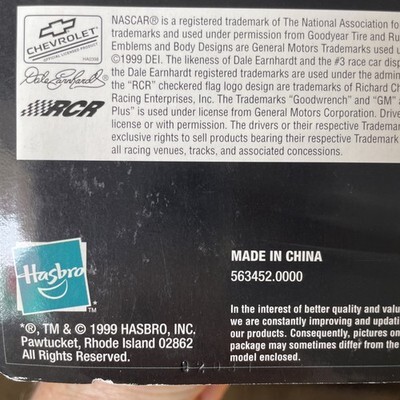 CHEVROLET
Dale Earnhardt
RCR
NASCAR® is a registered trademark of The National Association fo
trademarks and used under permission from Goodyear Tire and Ru
Emblems and Body Designs are General Motors Trademarks used u
©1999 DEI. The likeness of Dale Earnhardt and the #3 race car disp
the Dale Earnhardt registered trademarks are used under the admin
the “RCR” checkered flag logo design are trademarks of Richard Ch
Racing Enterprises, Inc. The Trademarks “Goodwrench” and “GM” a
Plus” is used under license from General Motors Corporation. Drive
license or with permission. The drivers or their respective Tradema
exclusive right to sell products bearing their respective Trademark
all racing venues, tracks, and associated concessions.
Hasbro
™
*®, TM & © 1999 HASBRO, INC.
Pawtucket, Rhode Island 02862
All Rights Reserved.
MADE IN CHINA
563452.0000
In the interest of better quality and valu
we are constantly improving and updati
our products. Consequently, pictures on
package may sometimes differ from the
model enclosed.